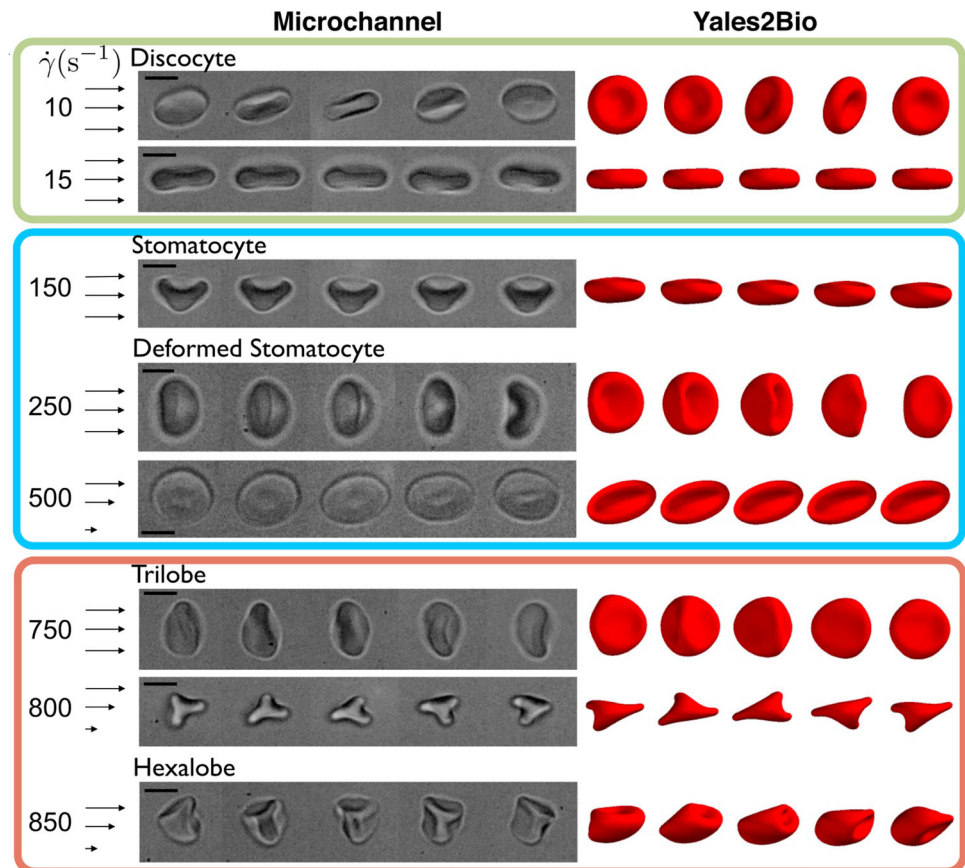 Microchannel Yales2Bio
γ̇(s⁻¹) Discocyte
10
15
Stomatocyte
150
Deformed Stomatocyte
250
500
Trilobe
750
800
Hexalobe
850